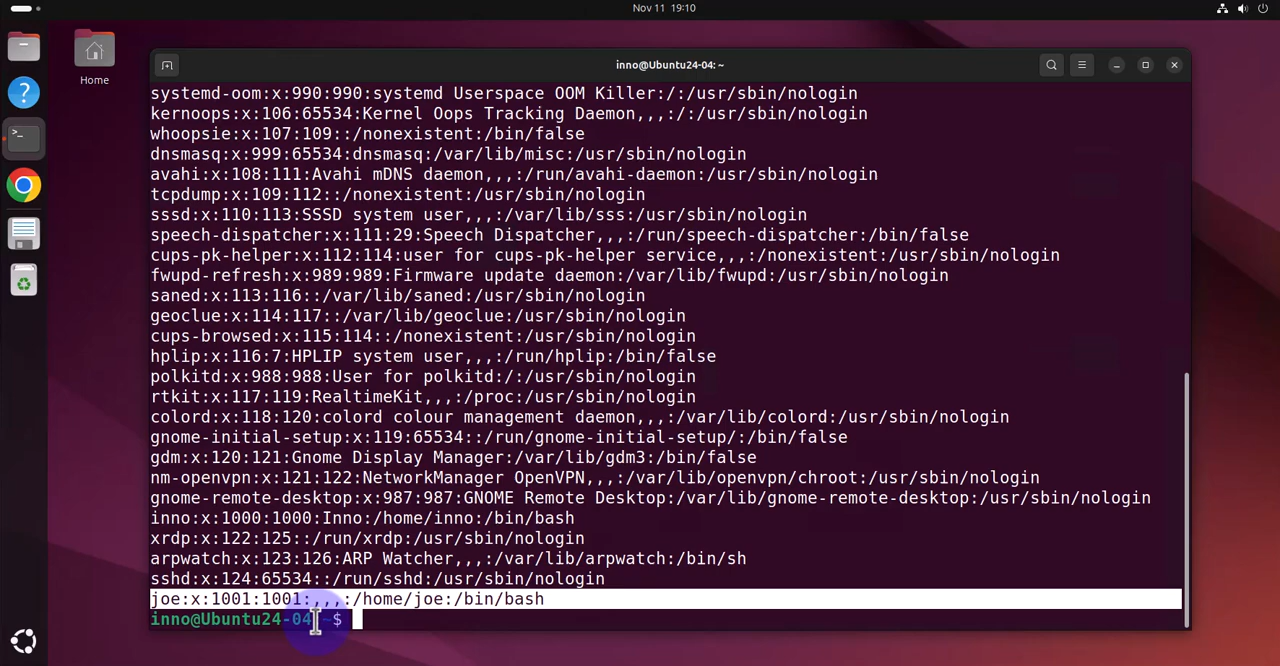 Nov 11 19:10
Home
inno@Ubuntu24-04: ~
systemd-oom:x:990:990:systemd Userspace OOM Killer:/:/usr/sbin/nologin
kernoops:x:106:65534:Kernel Oops Tracking Daemon,,,:/:/usr/sbin/nologin
whoopsie:x:107:109::/nonexistent:/bin/false
dnsmasq:x:999:65534:dnsmasq:/var/lib/misc:/usr/sbin/nologin
avahi:x:108:111:Avahi mDNS daemon,,,:/run/avahi-daemon:/usr/sbin/nologin
tcpdump:x:109:112::/nonexistent:/usr/sbin/nologin
sssd:x:110:113:SSSD system user,,,:/var/lib/sss:/usr/sbin/nologin
speech-dispatcher:x:111:29:Speech Dispatcher,,,:/run/speech-dispatcher:/bin/false
cups-pk-helper:x:112:114:user for cups-pk-helper service,,,:/nonexistent:/usr/sbin/nologin
fwupd-refresh:x:989:989:Firmware update daemon:/var/lib/fwupd:/usr/sbin/nologin
saned:x:113:116::/var/lib/saned:/usr/sbin/nologin
geoclue:x:114:117::/var/lib/geoclue:/usr/sbin/nologin
cups-browsed:x:115:114::/nonexistent:/usr/sbin/nologin
hplip:x:116:7:HPLIP system user,,,:/run/hplip:/bin/false
polkitd:x:988:988:User for polkitd:/:/usr/sbin/nologin
rtkit:x:117:119:RealtimeKit,,,:/proc:/usr/sbin/nologin
colord:x:118:120:colord colour management daemon,,,:/var/lib/colord:/usr/sbin/nologin
gnome-initial-setup:x:119:65534::/run/gnome-initial-setup/:/bin/false
gdm:x:120:121:Gnome Display Manager:/var/lib/gdm3:/bin/false
nm-openvpn:x:121:122:NetworkManager OpenVPN,,,:/var/lib/openvpn/chroot:/usr/sbin/nologin
gnome-remote-desktop:x:987:987:GNOME Remote Desktop:/var/lib/gnome-remote-desktop:/usr/sbin/nologin
inno:x:1000:1000:Inno:/home/inno:/bin/bash
xrdp:x:122:125::/run/xrdp:/usr/sbin/nologin
arpwatch:x:123:126:ARP Watcher,,,:/var/lib/arpwatch:/bin/sh
sshd:x:124:65534::/run/sshd:/usr/sbin/nologin
joe:x:1001:1001:,,,:/home/joe:/bin/bash
inno@Ubuntu24-04:~$